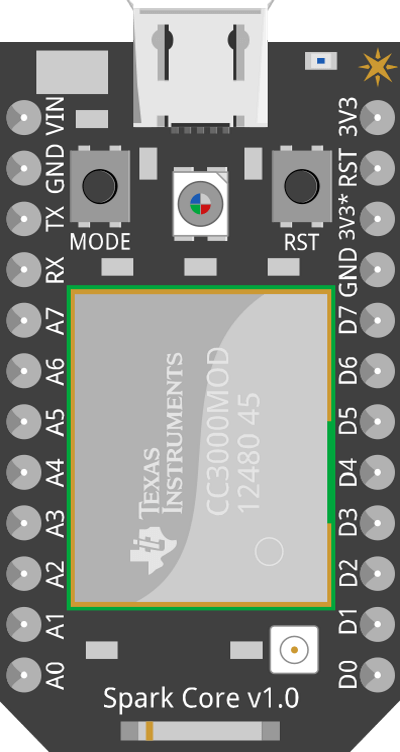 VIN
3V3
GND
RST
TX
3V3*
MODE
RST
RX
GND
A7
D7
A6
D6
TEXAS
INSTRUMENTS
CC3000MOD
12480 45
A5
D5
A4
D4
A3
D3
A2
D2
A1
D1
A0
D0
Spark Core v1.0